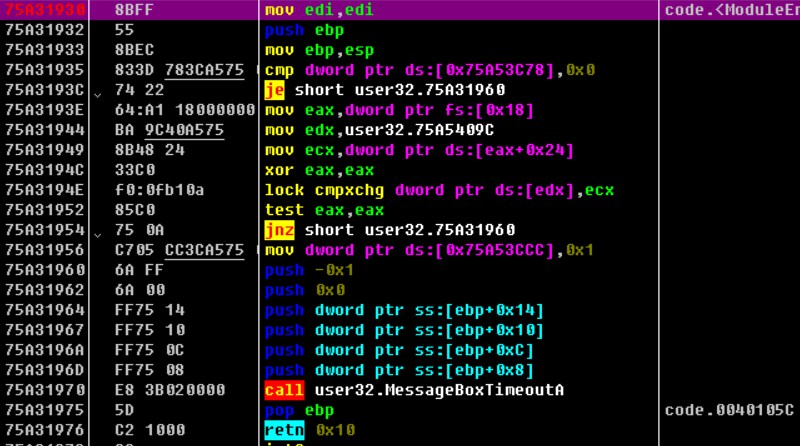 75A31930 8BFF mov edi,edi code.<ModuleEn
75A31932 55 push ebp
75A31933 8BEC mov ebp,esp
75A31935 833D 783CA575 cmp dword ptr ds:[0x75A53C78],0x0
75A3193C 74 22 je short user32.75A31960
75A3193E 64:A1 18000000 mov eax,dword ptr fs:[0x18]
75A31944 BA 9C40A575 mov edx,user32.75A5409C
75A31949 8B48 24 mov ecx,dword ptr ds:[eax+0x24]
75A3194C 33C0 xor eax,eax
75A3194E f0:0fb10a lock cmpxchg dword ptr ds:[edx],ecx
75A31952 85C0 test eax,eax
75A31954 75 0A jnz short user32.75A31960
75A31956 C705 CC3CA575 mov dword ptr ds:[0x75A53CCC],0x1
75A31960 6A FF push -0x1
75A31962 6A 00 push 0x0
75A31964 FF75 14 push dword ptr ss:[ebp+0x14]
75A31967 FF75 10 push dword ptr ss:[ebp+0x10]
75A3196A FF75 0C push dword ptr ss:[ebp+0xC]
75A3196D FF75 08 push dword ptr ss:[ebp+0x8]
75A31970 E8 3B020000 call user32.MessageBoxTimeoutA
75A31975 5D pop ebp code.0040105C
75A31976 C2 1000 retn 0x10